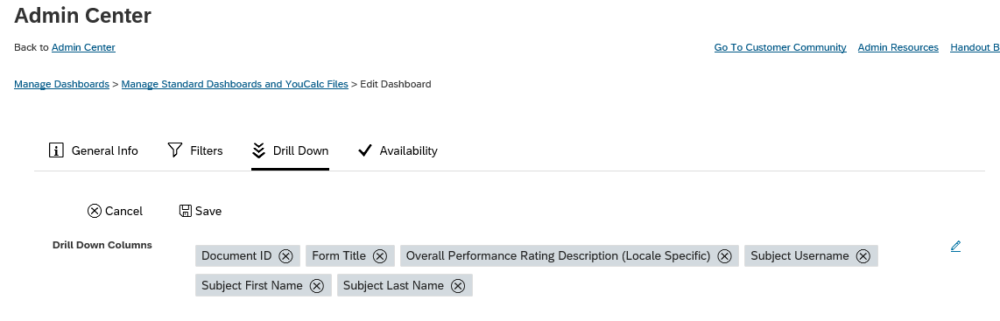 Admin Center
Back to Admin Center
Go To Customer Community Admin Resources Handout B
Manage Dashboards > Manage Standard Dashboards and YouCalc Files > Edit Dashboard
General Info Filters Drill Down Availability
Cancel Save
Drill Down Columns
Document ID Form Title Overall Performance Rating Description (Locale Specific) Subject Username
Subject First Name Subject Last Name